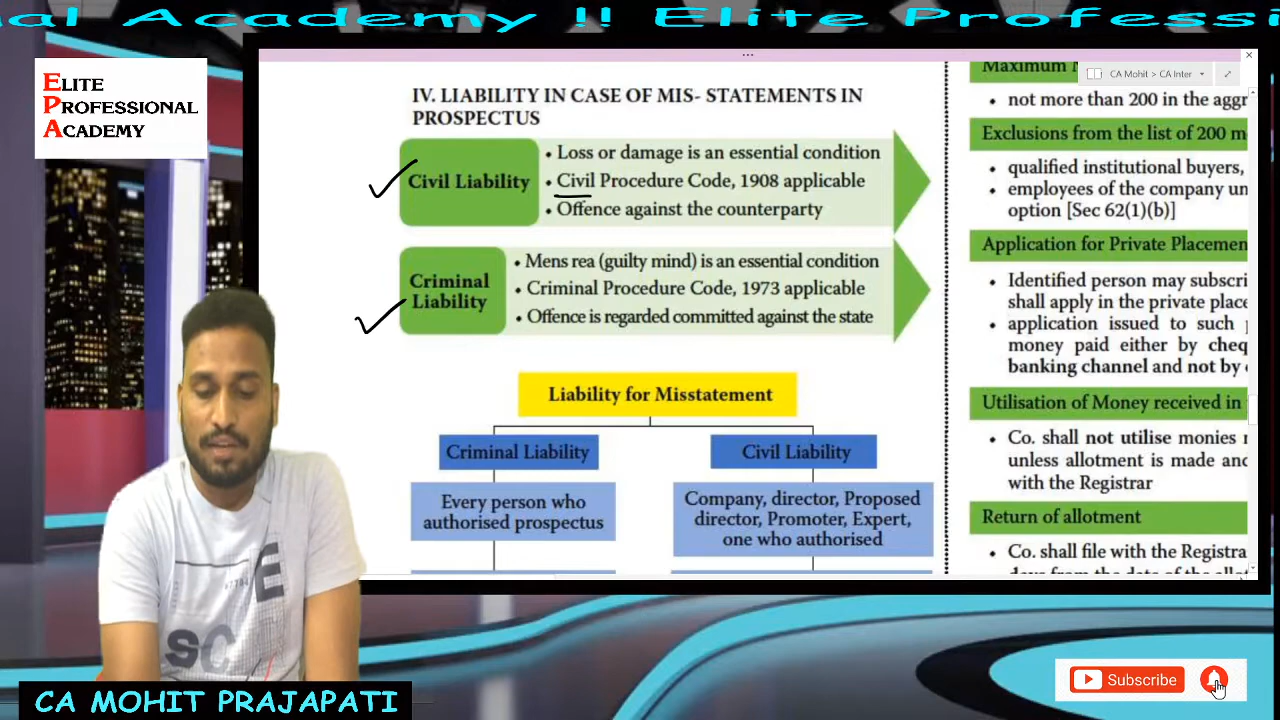 nal Academy !! Elite Profess
ELITE
PROFESSIONAL
ACADEMY
CA Mohit > CA Inter
IV. LIABILITY IN CASE OF MIS- STATEMENTS IN
PROSPECTUS
Civil Liability
• Loss or damage is an essential condition
• Civil Procedure Code, 1908 applicable
• Offence against the counterparty
Criminal
Liability
• Mens rea (guilty mind) is an essential condition
• Criminal Procedure Code, 1973 applicable
• Offence is regarded committed against the state
Liability for Misstatement
Criminal Liability
Civil Liability
Every person who
authorised prospectus
Company, director, Proposed
director, Promoter, Expert,
one who authorised
Maximum
• not more than 200 in the aggr
Exclusions from the list of 200 m
• qualified institutional buyers,
• employees of the company un
option [Sec 62(1)(b)]
Application for Private Placemen
• Identified person may subscri
shall apply in the private place
• application issued to such
money paid either by cheq
banking channel and not by
Utilisation of Money received in
• Co. shall not utilise monies
unless allotment is made and
with the Registrar
Return of allotment
• Co. shall file with the Registra
CA MOHIT PRAJAPATI
Subscribe